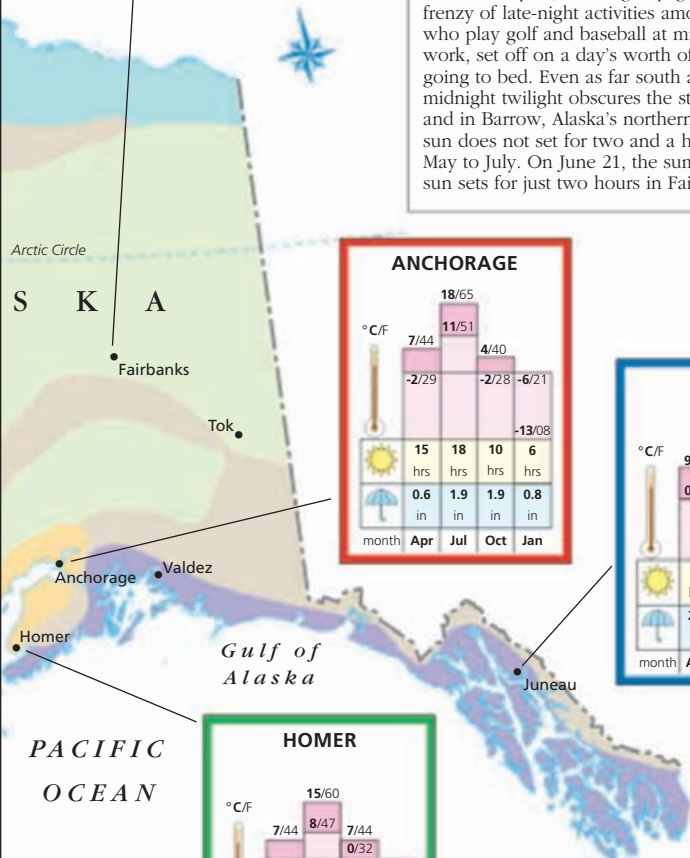 frenzy of late-night activities amo
who play golf and baseball at mi
work, set off on a day's worth of
going to bed. Even as far south a
midnight twilight obscures the st
and in Barrow, Alaska's northern
sun does not set for two and a h
May to July. On June 21, the sun
sun sets for just two hours in Fai
Arctic Circle
S K A
Fairbanks
Tok
Anchorage
Valdez
Homer
Gulf of
Alaska
Juneau
PACIFIC
OCEAN
ANCHORAGE
18/65
°C/F 7/44 11/51 4/40
-2/29 -2/28 -6/21
-13/08
15 18 10 6
hrs hrs hrs hrs
0.6 1.9 1.9 0.8
in in in in
month Apr Jul Oct Jan
°C/F 9
0
month A
HOMER
15/60
°C/F
7/44 8/47 7/44
0/32